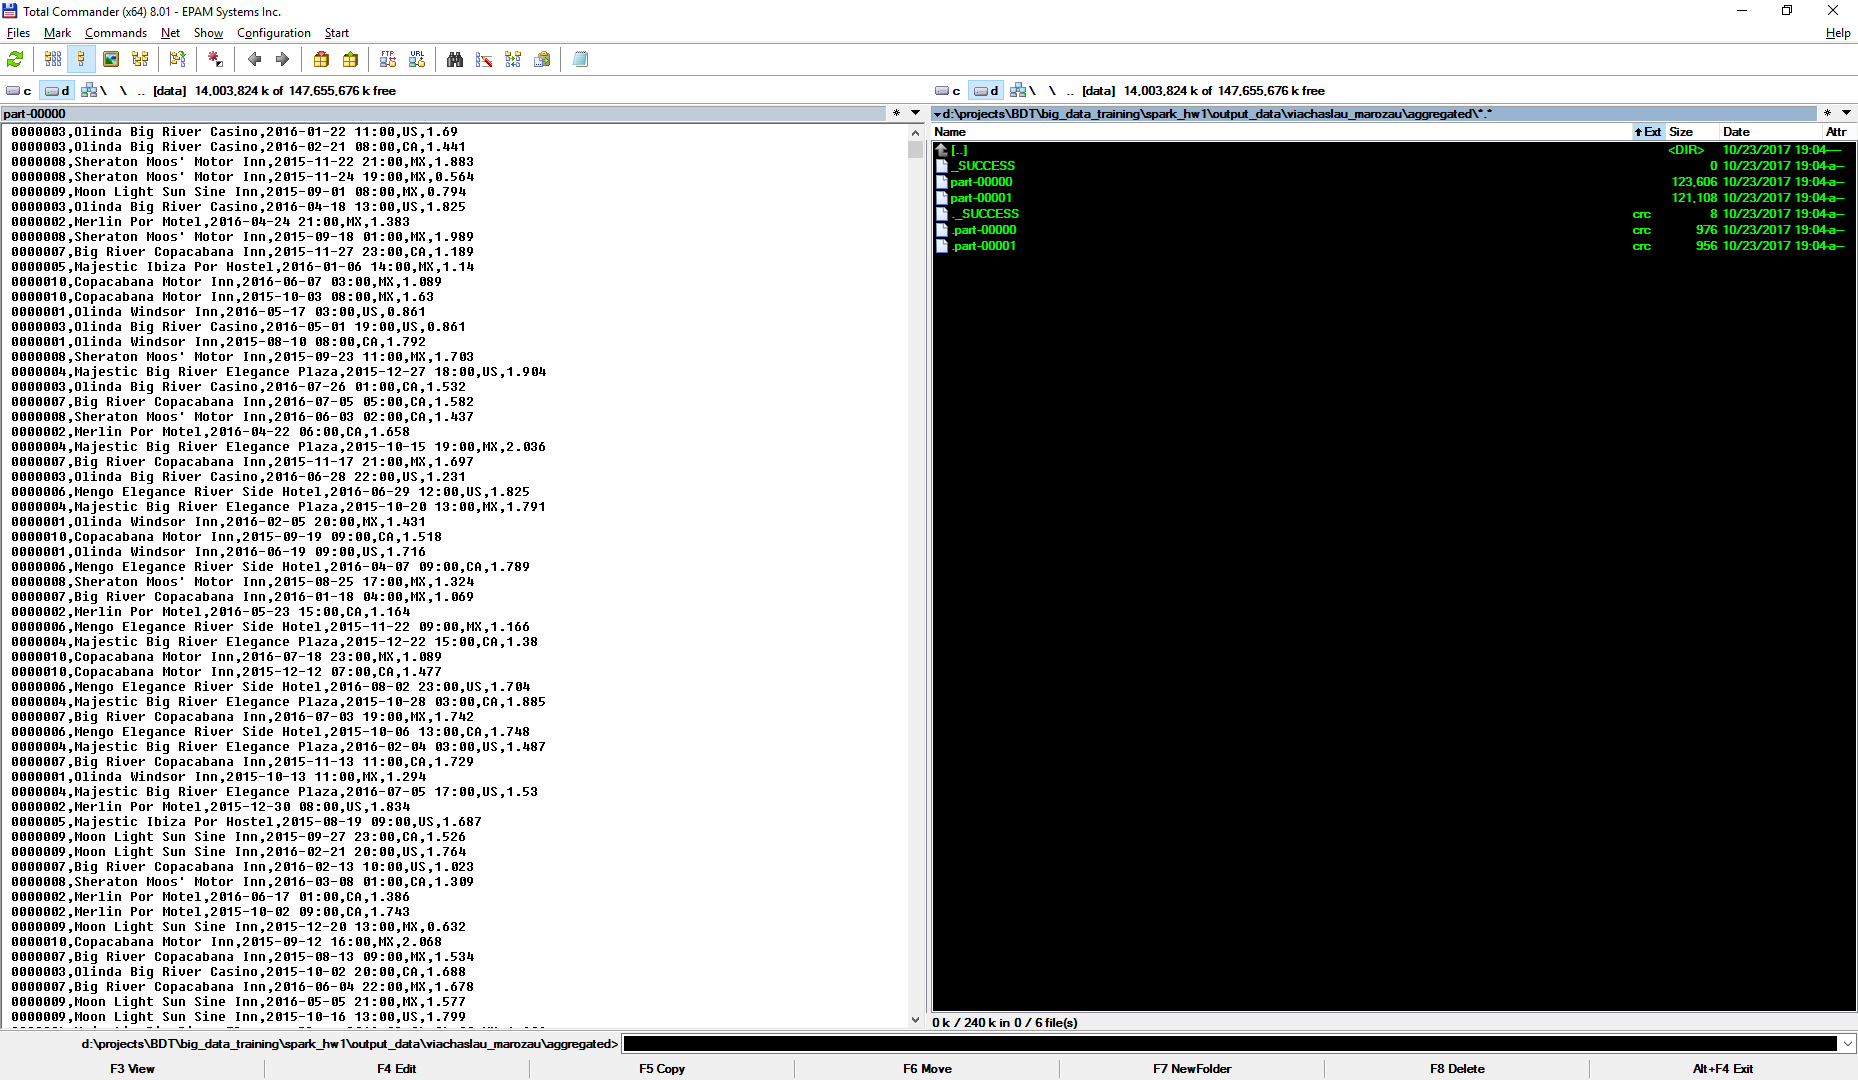 Total Commander (x64) 8.01 - EPAM Systems Inc.
Files Mark Commands Net Show Configuration Start Help
FTP URL
c d \ \ .. [data] 14,003,824 k of 147,655,676 k free
c d \ \ .. [data] 14,003,824 k of 147,655,676 k free
part-00000 *
0000003,Olinda Big River Casino,2016-01-22 11:00,US,1.69
0000003,Olinda Big River Casino,2016-02-21 08:00,CA,1.441
0000008,Sheraton Moos' Motor Inn,2015-11-22 21:00,MX,1.883
0000008,Sheraton Moos' Motor Inn,2015-11-24 19:00,MX,0.564
0000009,Moon Light Sun Sine Inn,2015-09-01 08:00,MX,0.794
0000003,Olinda Big River Casino,2016-04-18 13:00,US,1.825
0000002,Merlin Por Motel,2016-04-24 21:00,MX,1.383
0000008,Sheraton Moos' Motor Inn,2015-09-18 01:00,MX,1.989
0000007,Big River Copacabana Inn,2015-11-27 23:00,CA,1.189
0000005,Majestic Ibiza Por Hostel,2016-01-06 14:00,MX,1.14
0000010,Copacabana Motor Inn,2016-06-07 03:00,MX,1.089
0000010,Copacabana Motor Inn,2015-10-03 08:00,MX,1.63
0000001,Olinda Windsor Inn,2016-05-17 03:00,US,0.861
0000003,Olinda Big River Casino,2016-05-01 19:00,US,0.861
0000001,Olinda Windsor Inn,2015-08-10 08:00,CA,1.792
0000008,Sheraton Moos' Motor Inn,2015-09-23 11:00,MX,1.703
0000004,Majestic Big River Elegance Plaza,2015-12-27 18:00,US,1.904
0000003,Olinda Big River Casino,2016-07-26 01:00,CA,1.532
0000007,Big River Copacabana Inn,2016-07-05 05:00,CA,1.582
0000008,Sheraton Moos' Motor Inn,2016-06-03 02:00,CA,1.437
0000002,Merlin Por Motel,2016-04-22 06:00,CA,1.658
0000004,Majestic Big River Elegance Plaza,2015-10-15 19:00,MX,2.036
0000007,Big River Copacabana Inn,2015-11-17 21:00,MX,1.697
0000003,Olinda Big River Casino,2016-06-28 22:00,US,1.231
0000006,Mengo Elegance River Side Hotel,2016-06-29 12:00,US,1.825
0000004,Majestic Big River Elegance Plaza,2015-10-20 13:00,MX,1.791
0000001,Olinda Windsor Inn,2016-02-05 20:00,MX,1.431
0000010,Copacabana Motor Inn,2015-09-19 09:00,CA,1.518
0000001,Olinda Windsor Inn,2016-06-19 09:00,US,1.716
0000006,Mengo Elegance River Side Hotel,2016-04-07 09:00,CA,1.789
0000008,Sheraton Moos' Motor Inn,2015-08-25 17:00,MX,1.324
0000007,Big River Copacabana Inn,2016-01-18 04:00,MX,1.069
0000002,Merlin Por Motel,2016-05-23 15:00,CA,1.164
0000006,Mengo Elegance River Side Hotel,2015-11-22 09:00,MX,1.166
0000004,Majestic Big River Elegance Plaza,2015-12-22 15:00,CA,1.38
0000010,Copacabana Motor Inn,2016-07-18 23:00,MX,1.089
0000010,Copacabana Motor Inn,2015-12-12 07:00,CA,1.477
0000006,Mengo Elegance River Side Hotel,2016-08-02 23:00,US,1.704
0000004,Majestic Big River Elegance Plaza,2015-10-28 03:00,CA,1.885
0000007,Big River Copacabana Inn,2016-07-03 19:00,MX,1.742
0000006,Mengo Elegance River Side Hotel,2015-10-06 13:00,CA,1.748
0000004,Majestic Big River Elegance Plaza,2016-02-04 03:00,US,1.487
0000007,Big River Copacabana Inn,2015-11-13 11:00,CA,1.729
0000001,Olinda Windsor Inn,2015-10-13 11:00,MX,1.294
0000004,Majestic Big River Elegance Plaza,2016-07-05 17:00,US,1.53
0000002,Merlin Por Motel,2015-12-30 08:00,US,1.834
0000005,Majestic Ibiza Por Hostel,2015-08-19 09:00,US,1.687
0000009,Moon Light Sun Sine Inn,2015-09-27 23:00,CA,1.526
0000009,Moon Light Sun Sine Inn,2016-02-21 20:00,US,1.764
0000007,Big River Copacabana Inn,2016-02-13 10:00,US,1.023
0000008,Sheraton Moos' Motor Inn,2016-03-08 01:00,CA,1.309
0000002,Merlin Por Motel,2016-06-17 01:00,CA,1.386
0000002,Merlin Por Motel,2015-10-02 09:00,CA,1.743
0000009,Moon Light Sun Sine Inn,2015-12-20 13:00,MX,0.632
0000010,Copacabana Motor Inn,2015-09-12 16:00,MX,2.068
0000007,Big River Copacabana Inn,2015-08-13 09:00,MX,1.534
0000003,Olinda Big River Casino,2015-10-02 20:00,CA,1.688
0000007,Big River Copacabana Inn,2016-06-04 22:00,MX,1.678
0000009,Moon Light Sun Sine Inn,2016-05-05 21:00,MX,1.577
0000009,Moon Light Sun Sine Inn,2015-10-16 13:00,US,1.799
d:\projects\BDT\big_data_training\spark_hw1\output_data\viachaslau_marozau\aggregated\*.* *
Name Ext Size Date Attr
[..] <DIR> 10/23/2017 19:04 ----
_SUCCESS 0 10/23/2017 19:04 -a--
part-00000 123,606 10/23/2017 19:04 -a--
part-00001 121,108 10/23/2017 19:04 -a--
._SUCCESS crc 8 10/23/2017 19:04 -a--
.part-00000 crc 976 10/23/2017 19:04 -a--
.part-00001 crc 956 10/23/2017 19:04 -a--
0 k / 240 k in 0 / 6 file(s)
d:\projects\BDT\big_data_training\spark_hw1\output_data\viachaslau_marozau\aggregated>
F3 View F4 Edit F5 Copy F6 Move F7 NewFolder F8 Delete Alt+F4 Exit